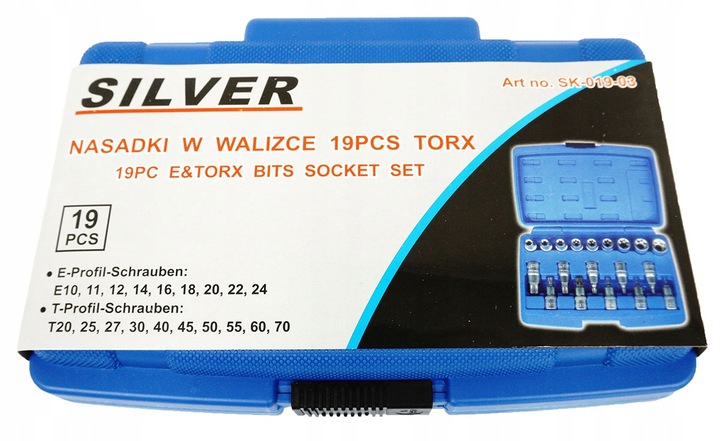 SILVER
Art no. SK-019-03
NASADKI W WALIZCE 19PCS TORX
19PC E&TORX BITS SOCKET SET
19
PCS
• E-Profil-Schrauben:
E10, 11, 12, 14, 16, 18, 20, 22, 24
• T-Profil-Schrauben:
T20, 25, 27, 30, 40, 45, 50, 55, 60, 70